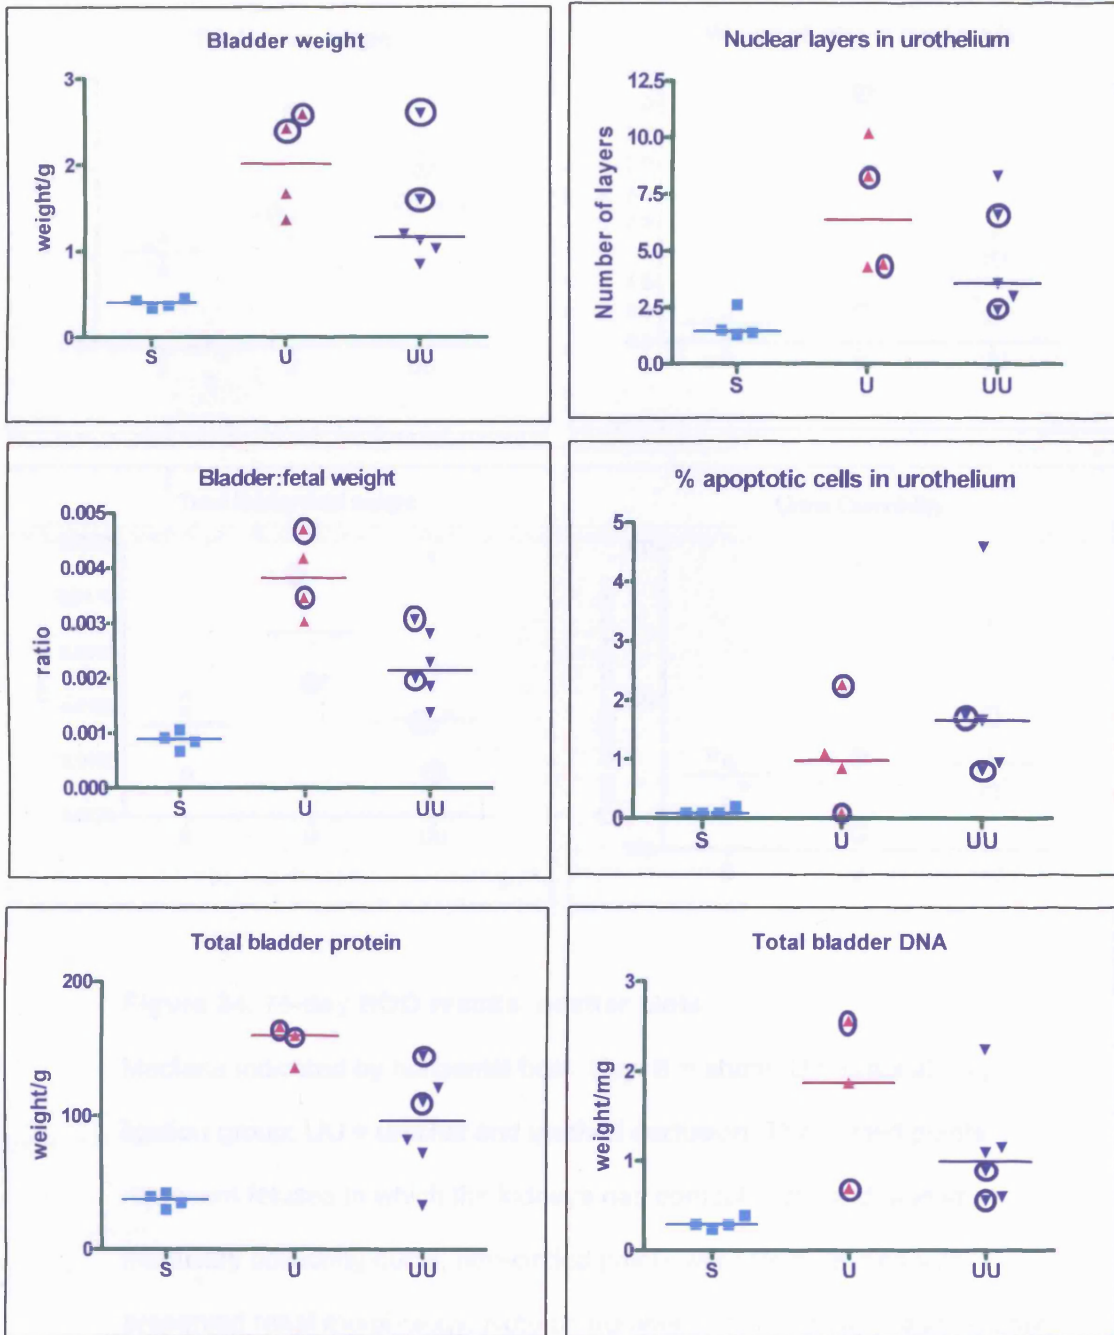 Bladder weight
weight/g
3
2
1
0
S U UU
Nuclear layers in urothelium
Number of layers
12.5
10.0
7.5
5.0
2.5
0.0
S U UU
Bladder:fetal weight
ratio
0.005
0.004
0.003
0.002
0.001
0.000
S U UU
% apoptotic cells in urothelium
5
4
3
2
1
0
S U UU
Total bladder protein
weight/g
200
100
0
S U UU
Total bladder DNA
weight/mg
3
2
1
0
S U UU